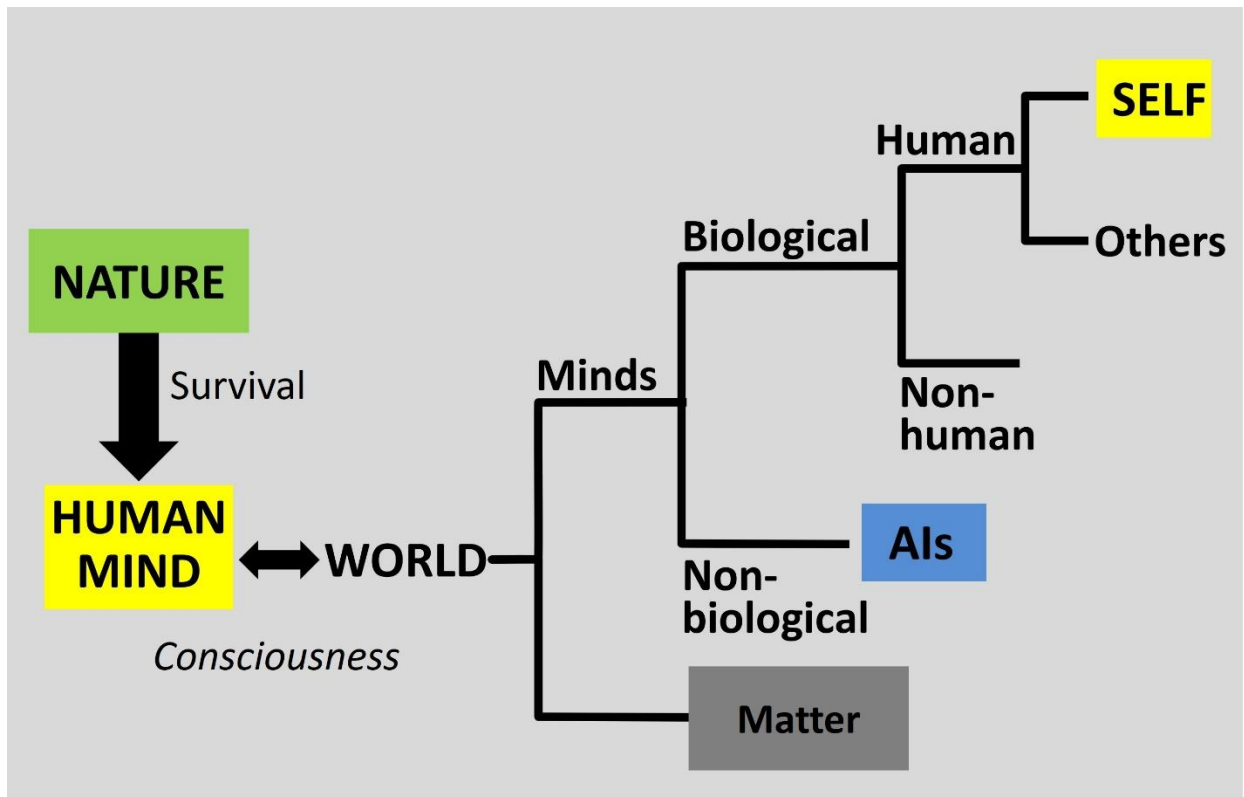 SELF
Human
Others
Biological
NATURE
Survival
Minds
Non-
human
HUMAN
MIND
WORLD
AIs
Non-
biological
Consciousness
Matter